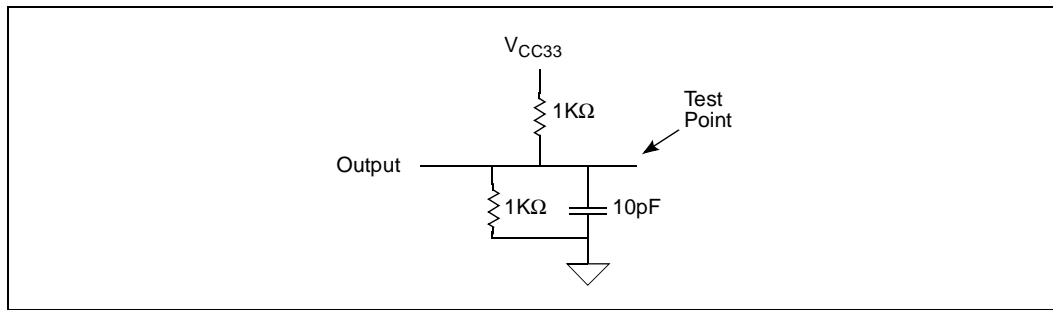 VCC33
1KΩ
Test
Point
Output
1KΩ
10pF